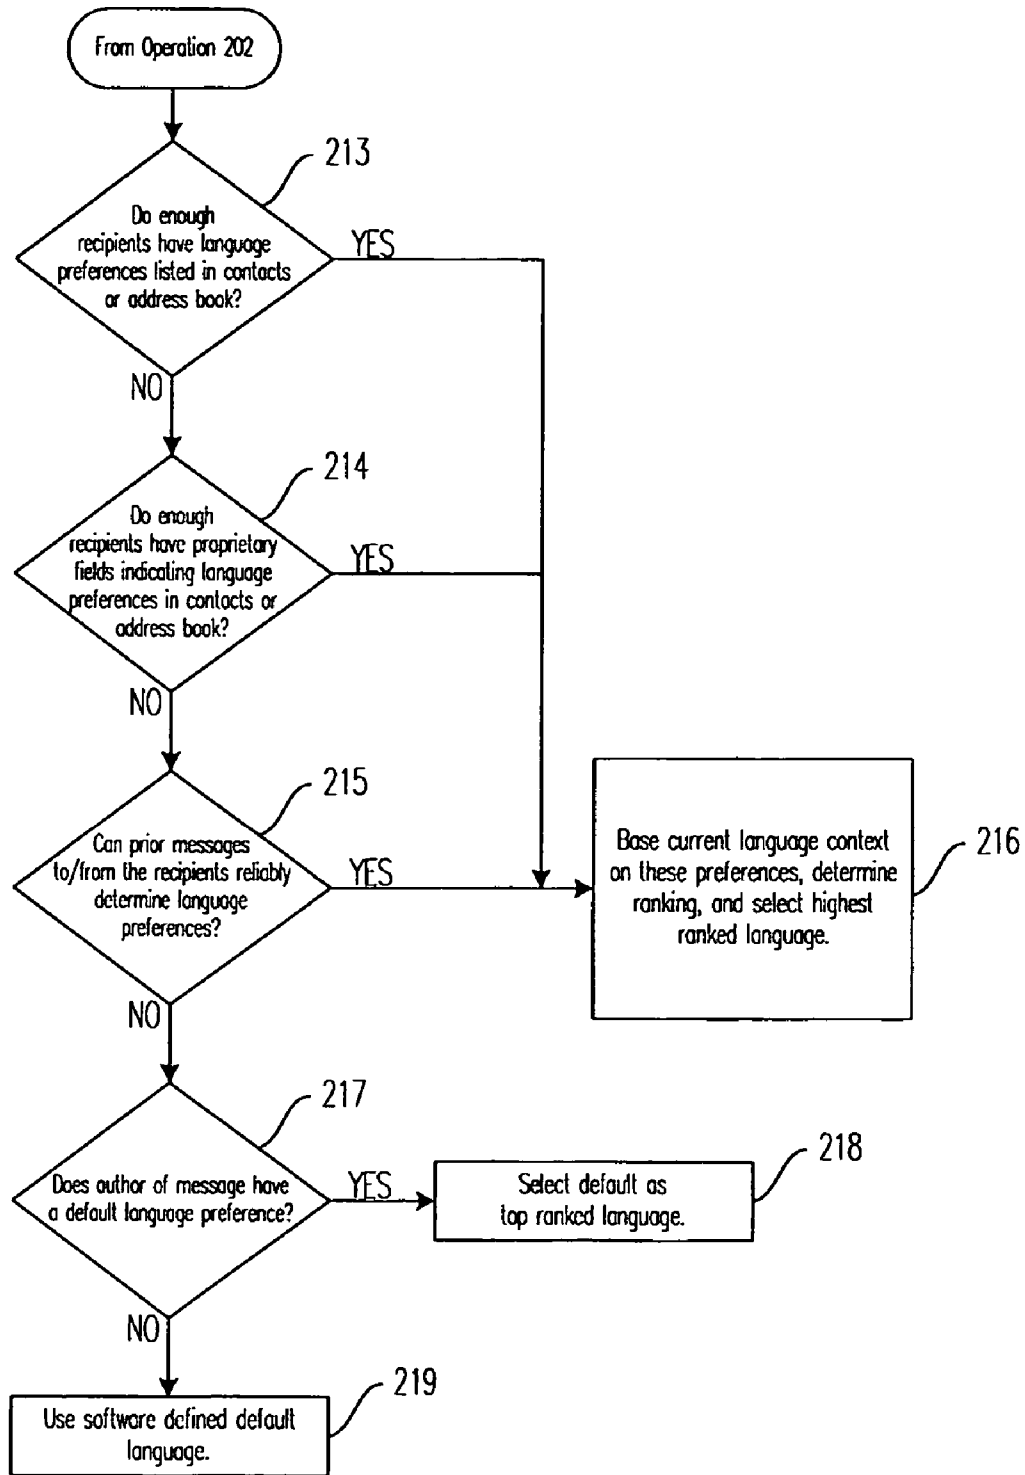 From Operation 202
213
Do enough
recipients have language
preferences listed in contacts
or address book?
YES
NO
214
Do enough
recipients have proprietary
fields indicating language
preferences in contacts or
address book?
YES
NO
215
Can prior messages
to/from the recipients reliably
determine language
preferences?
YES
Base current language context
on these preferences, determine
ranking, and select highest
ranked language.
216
NO
217
Does author of message have
a default language preference?
YES
Select default as
top ranked language.
218
NO
219
Use software defined default
language.